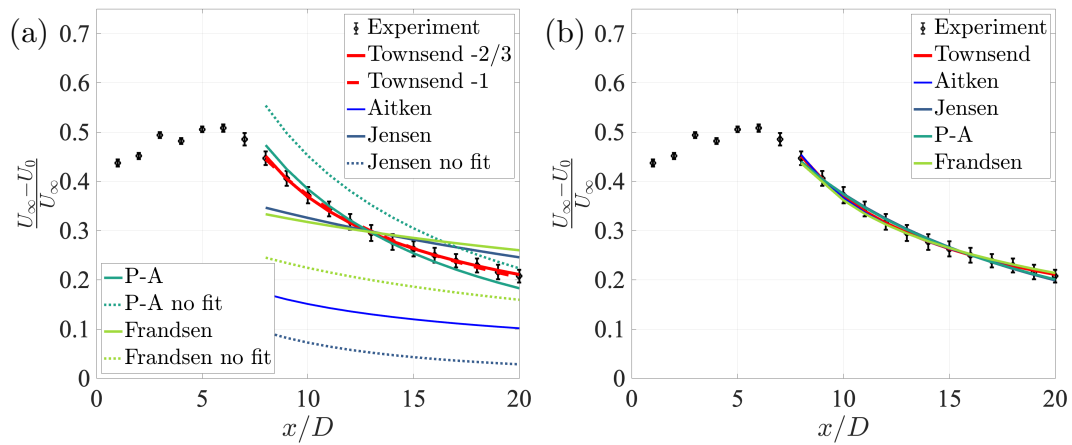 (a)
0.7
0.6
0.5
0.4
0.3
0.2
0.1
0
U∞−U0
U∞
Experiment
Townsend -2/3
Townsend -1
Aitken
Jensen
Jensen no fit
P-A
P-A no fit
Frandsen
Frandsen no fit
0 5 10 15 20
x/D
(b)
0.7
0.6
0.5
0.4
0.3
0.2
0.1
0
U∞−U0
U∞
Experiment
Townsend
Aitken
Jensen
P-A
Frandsen
0 5 10 15 20
x/D